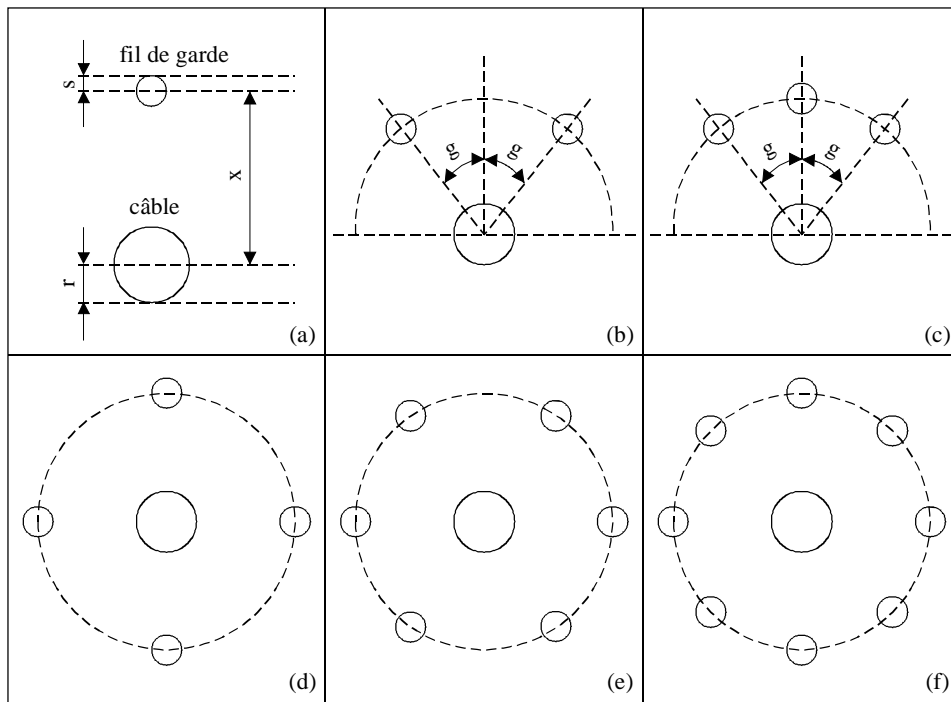 fil de garde
s
x
câble
r
(a)
g g
(b)
g g
(c)
(d)
(e)
(f)